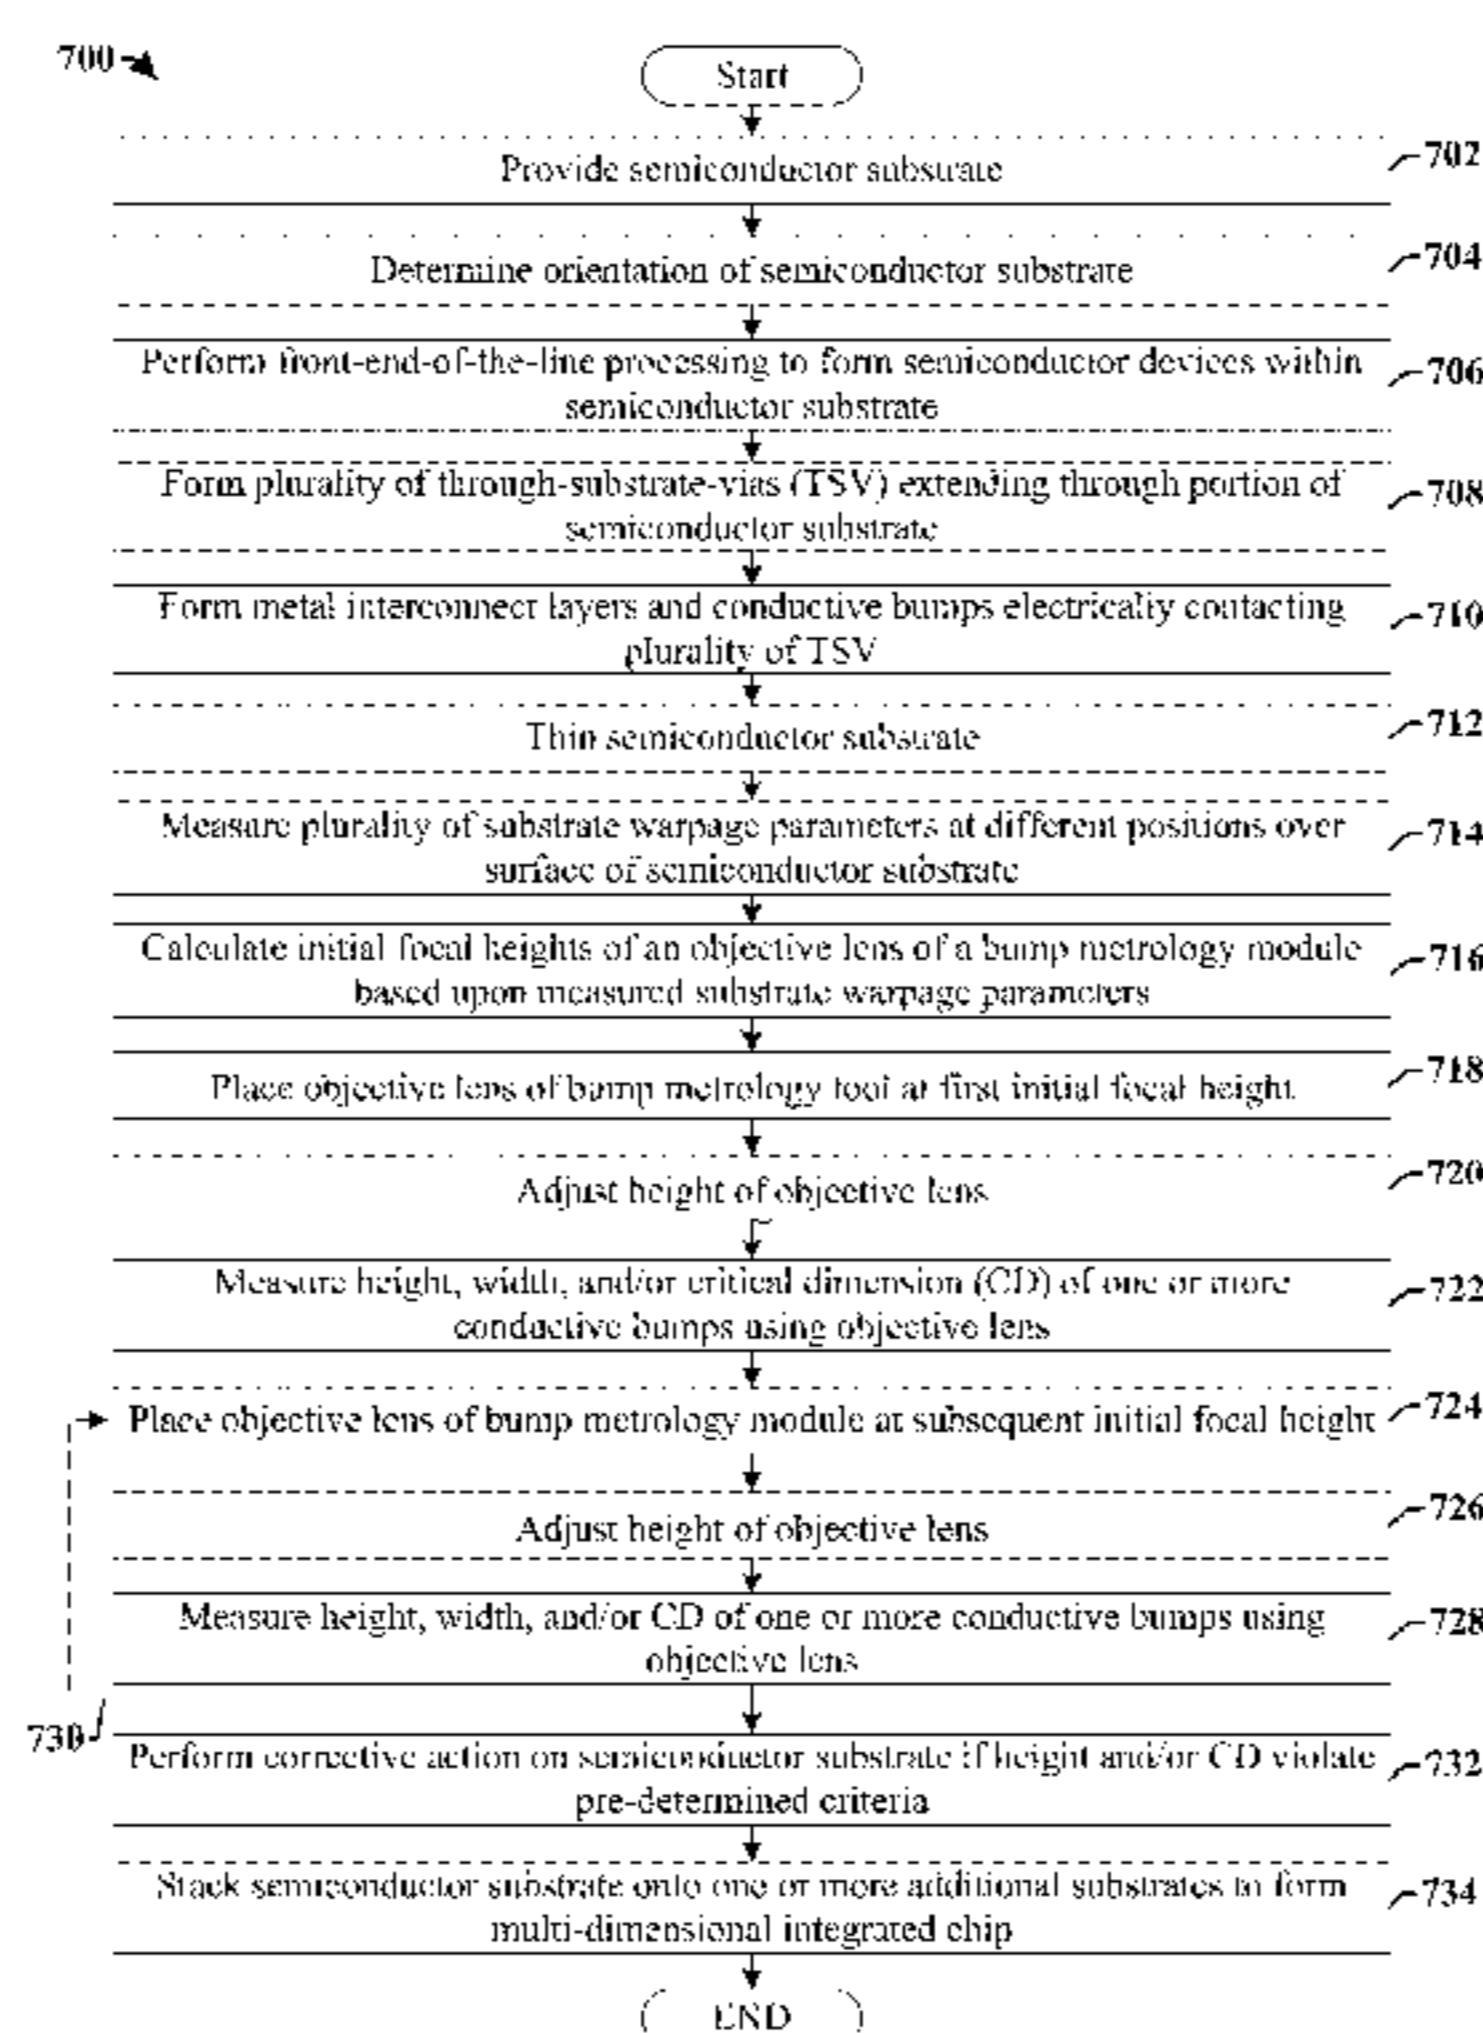 700
Start
Provide semiconductor substrate
702
Determine orientation of semiconductor substrate
704
Perform front-end-of-the-line processing to form semiconductor devices within
semiconductor substrate
706
Form plurality of through-substrate-vias (TSV) extending through portion of
semiconductor substrate
708
Form metal interconnect layers and conductive bumps electrically contacting
plurality of TSV
710
Thin semiconductor substrate
712
Measure plurality of substrate warpage parameters at different positions over
surface of semiconductor substrate
714
Calculate initial focal heights of an objective lens of a bump metrology module
based upon measured substrate warpage parameters
716
Place objective lens of bump metrology tool at first initial focal height
718
Adjust height of objective lens
720
Measure height, width, and/or critical dimension (CD) of one or more
conductive bumps using objective lens
722
Place objective lens of bump metrology module at subsequent initial focal height
724
Adjust height of objective lens
726
Measure height, width, and/or CD of one or more conductive bumps using
objective lens
728
730
Perform corrective action on semiconductor substrate if height and/or CD violate
pre-determined criteria
732
Stack semiconductor substrate onto one or more additional substrates to form
multi-dimensional integrated chip
734
END